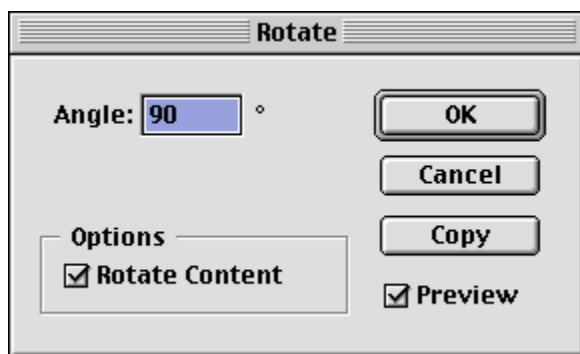 Rotate
Angle: 90 °
OK
Cancel
Options
Copy
Rotate Content
Preview